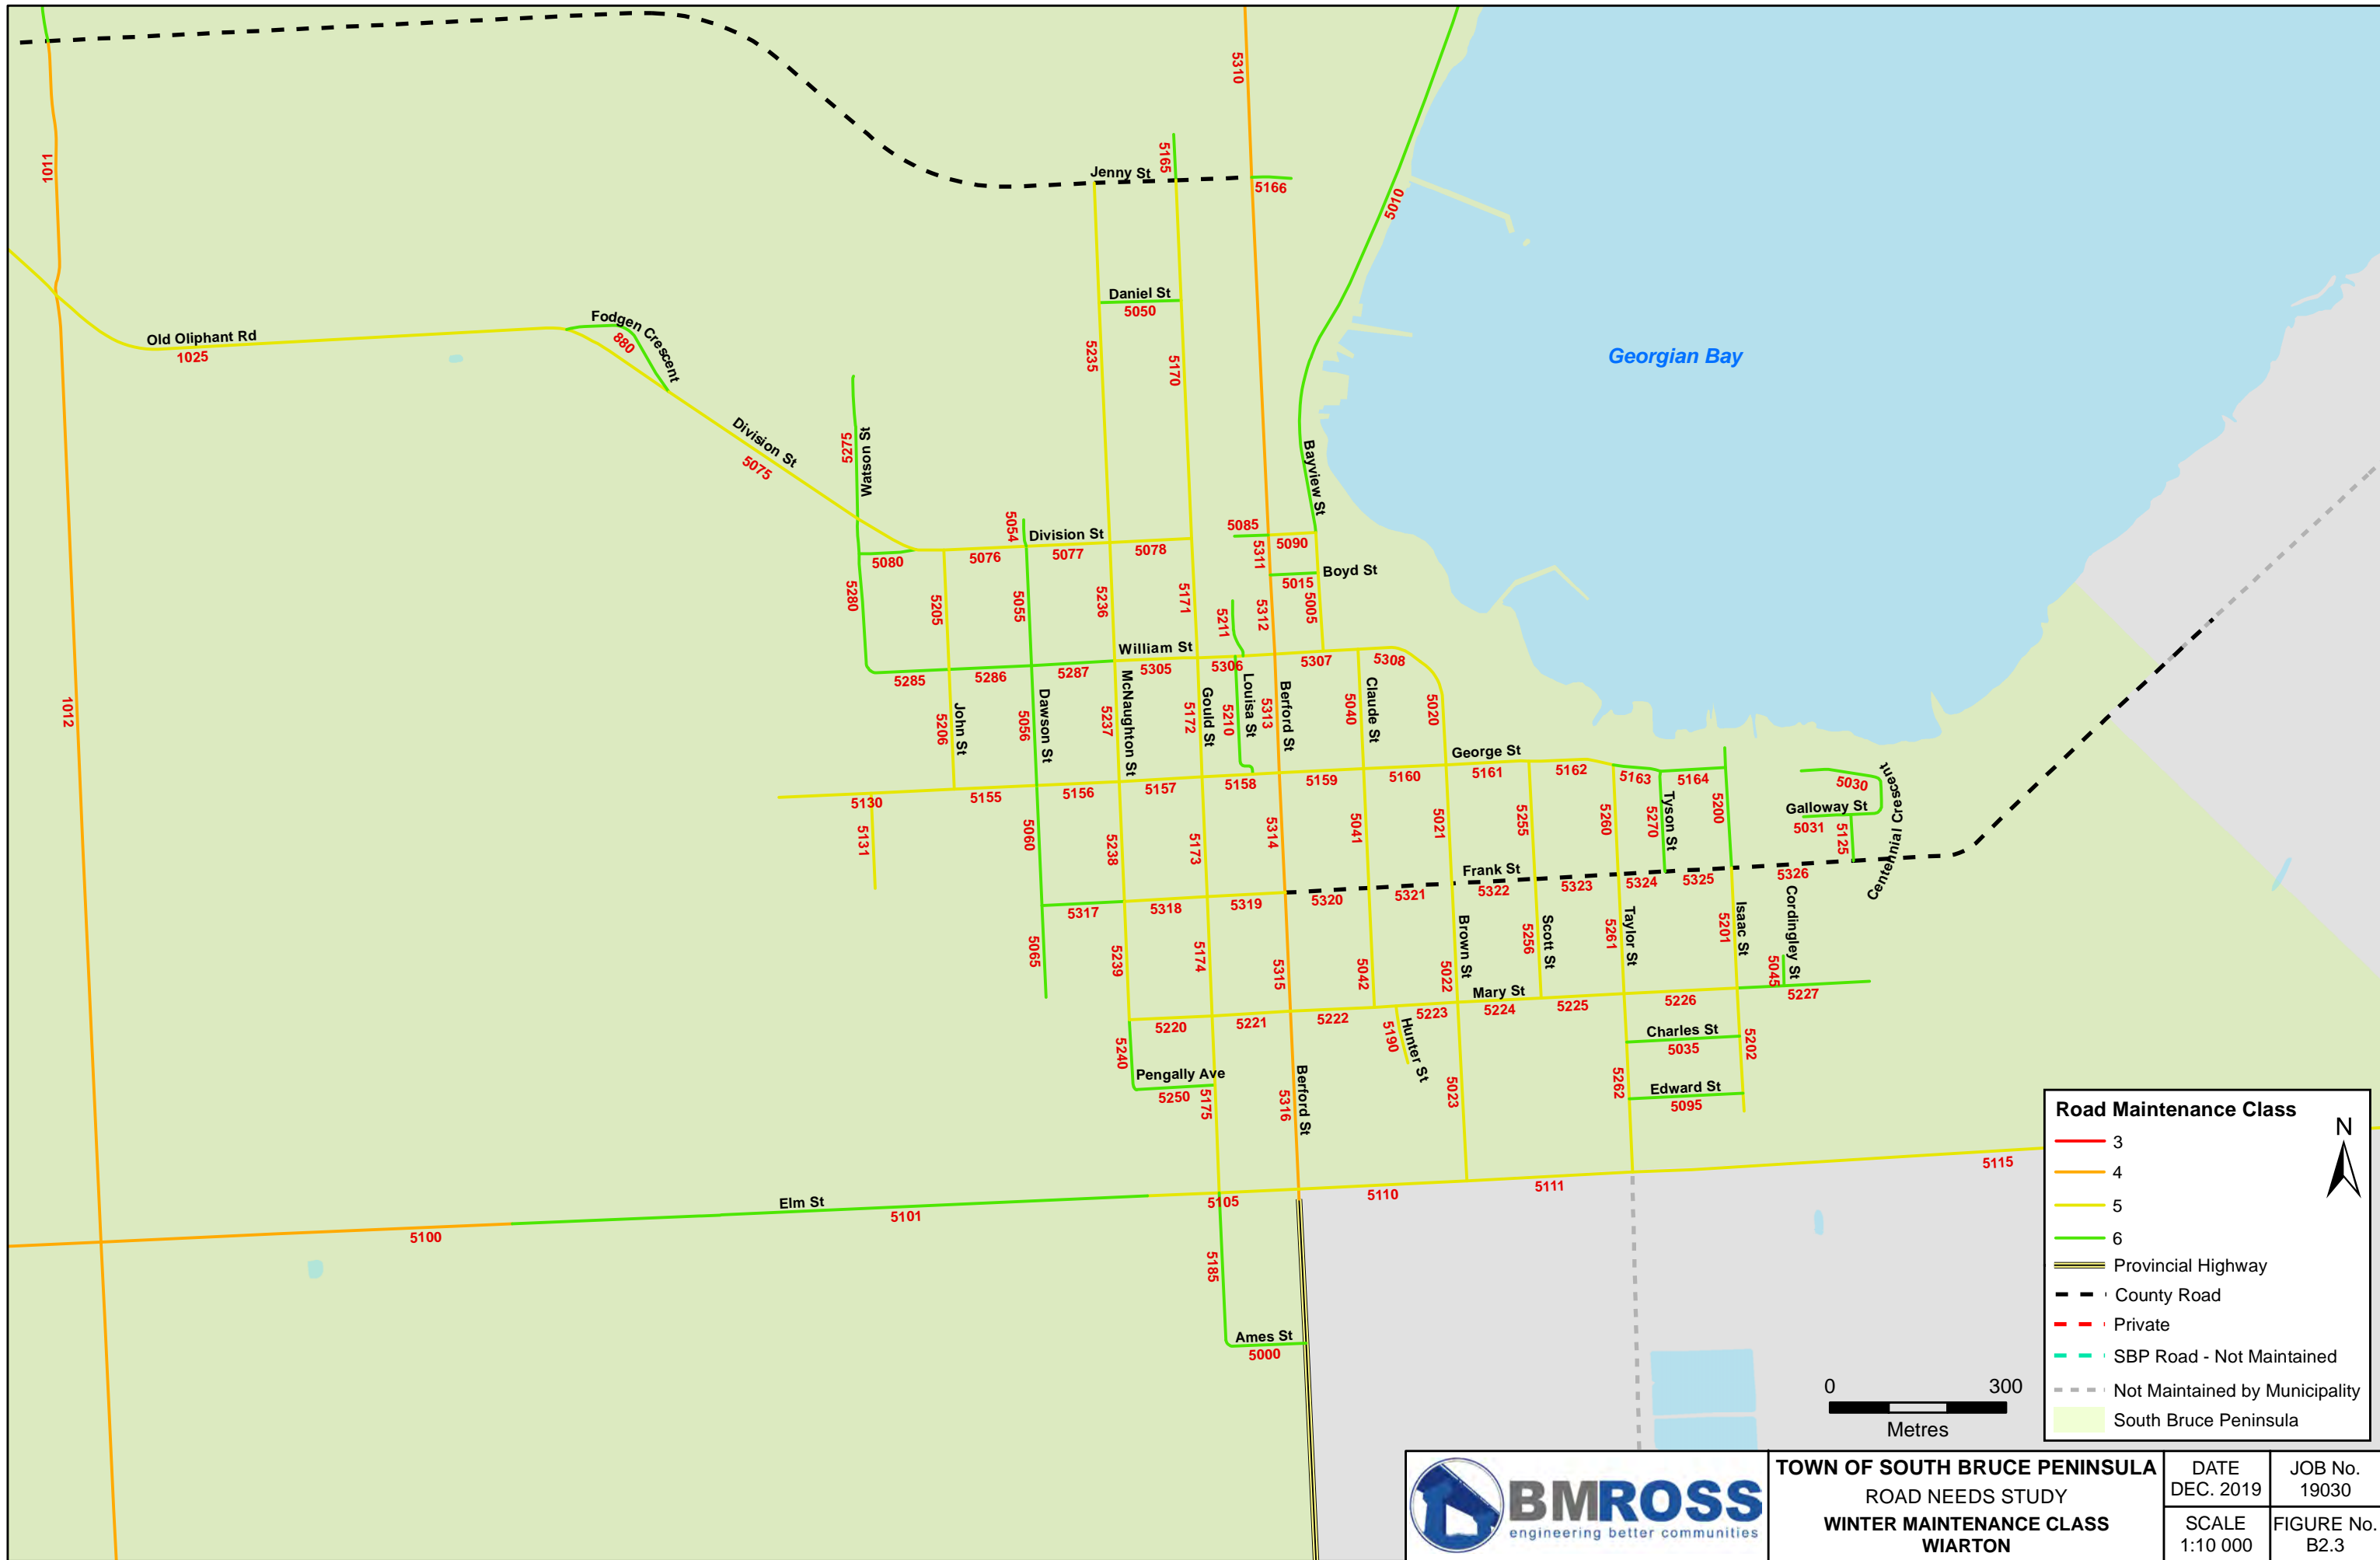 5310
1011
Jenny St
5165
5166
5010
Daniel St
5050
Georgian Bay
Old Oliphant Rd
1025
Fodgen Crescent
880
5235
5170
Division St
5075
Watson St
5275
Bayview St
5054
Division St
5085
5080
5076
5077
5078
5311
5090
Boyd St
5015
5280
5205
5055
5236
5171
5211
5312
5005
William St
5285
5286
5287
5305
5306
5307
5308
1012
John St
5206
Dawson St
5056
McNaughton St
5237
Gould St
5172
5210
Louisa St
5313
Berford St
5040
Claude St
5020
George St
5130
5155
5156
5157
5158
5159
5160
5161
5162
5163
5164
5030
Centennial Crescent
Galloway St
5031
5125
5131
5060
5238
5173
5314
5041
5021
5255
5260
5270
Tyson St
5200
Frank St
5317
5318
5319
5320
5321
5322
5323
5324
5325
5326
5065
5239
5174
5315
5042
5022
Brown St
5256
Scott St
5261
Taylor St
5201
Isaac St
5045
Cordingley St
Mary St
5220
5221
5222
5223
5224
5225
5226
5227
5240
5190
Hunter St
Charles St
5035
5202
Pengally Ave
5250
5175
5316
Berford St
5023
5262
Edward St
5095
Elm St
5100
5101
5105
5110
5111
5115
5185
Ames St
5000
Road Maintenance Class
N
3
4
5
6
Provincial Highway
County Road
Private
SBP Road - Not Maintained
Not Maintained by Municipality
South Bruce Peninsula
0 300
Metres
BMROSS
engineering better communities
TOWN OF SOUTH BRUCE PENINSULA
ROAD NEEDS STUDY
WINTER MAINTENANCE CLASS
WIARTON
DATE
DEC. 2019
JOB No.
19030
SCALE
1:10 000
FIGURE No.
B2.3